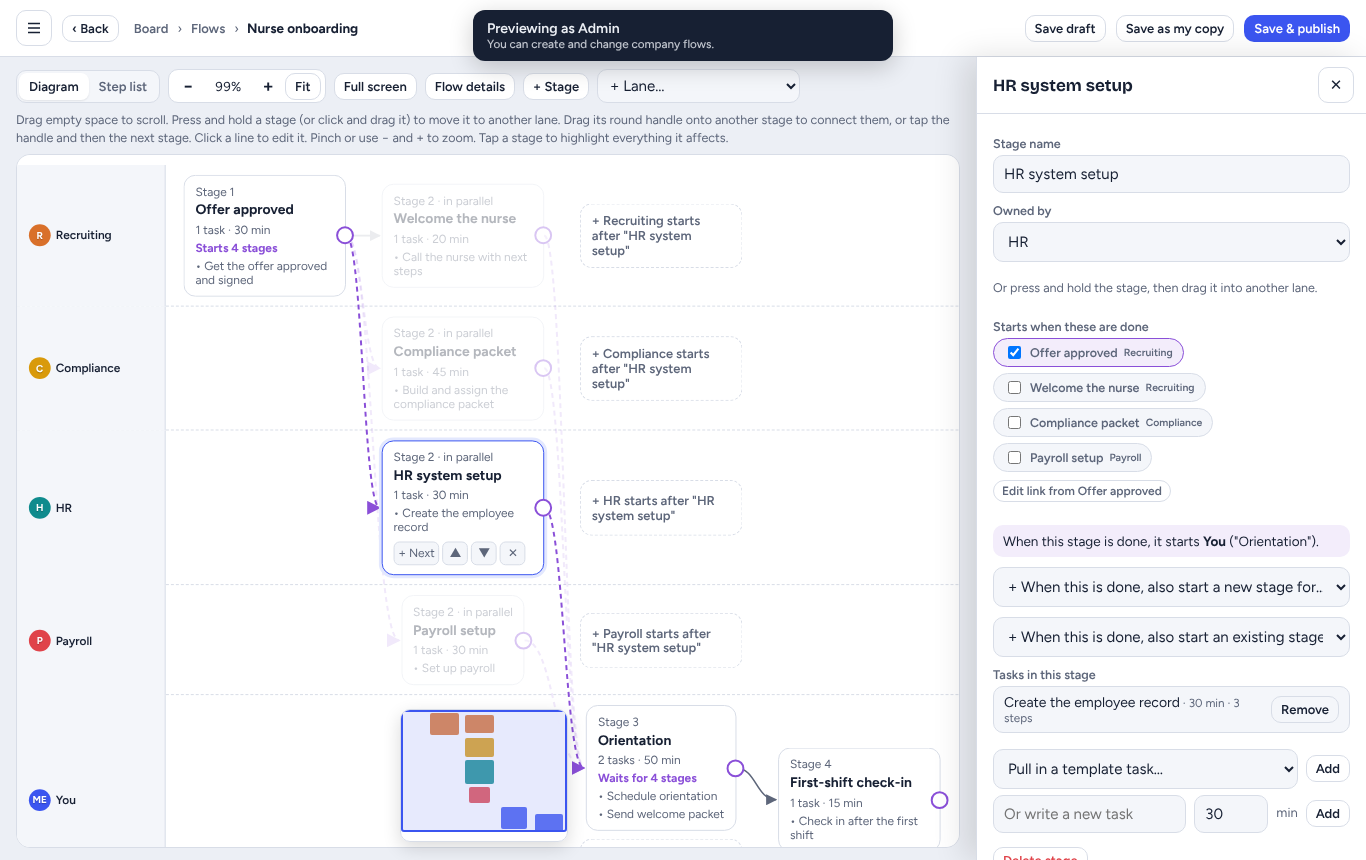 ‹ Back
Board › Flows › Nurse onboarding
Previewing as Admin
You can create and change company flows.
Save draft
Save as my copy
Save & publish
Diagram
Step list
− 99% +
Fit
Full screen
Flow details
+ Stage
+ Lane...
Drag empty space to scroll. Press and hold a stage (or click and drag it) to move it to another lane. Drag its round handle onto another stage to connect them, or tap the
handle and then the next stage. Click a line to edit it. Pinch or use − and + to zoom. Tap a stage to highlight everything it affects.
R Recruiting
Stage 1
Offer approved
1 task · 30 min
Starts 4 stages
• Get the offer approved
and signed
Stage 2 · in parallel
Welcome the nurse
1 task · 20 min
• Call the nurse with next
steps
+ Recruiting starts
after "HR system
setup"
C Compliance
Stage 2 · in parallel
Compliance packet
1 task · 45 min
• Build and assign the
compliance packet
+ Compliance starts
after "HR system
setup"
H HR
Stage 2 · in parallel
HR system setup
1 task · 30 min
• Create the employee
record
+ Next ▲ ▼ ✕
+ HR starts after "HR
system setup"
P Payroll
Stage 2 · in parallel
Payroll setup
1 task · 30 min
• Set up payroll
+ Payroll starts after
"HR system setup"
ME You
Stage 3
Orientation
2 tasks · 50 min
Waits for 4 stages
• Schedule orientation
• Send welcome packet
Stage 4
First-shift check-in
1 task · 15 min
• Check in after the first
shift
HR system setup
✕
Stage name
HR system setup
Owned by
HR
Or press and hold the stage, then drag it into another lane.
Starts when these are done
Offer approved Recruiting
Welcome the nurse Recruiting
Compliance packet Compliance
Payroll setup Payroll
Edit link from Offer approved
When this stage is done, it starts You ("Orientation").
+ When this is done, also start a new stage for..
+ When this is done, also start an existing stage
Tasks in this stage
Create the employee record · 30 min · 3
steps
Remove
Pull in a template task...
Add
Or write a new task
30
min
Add
Delete stage